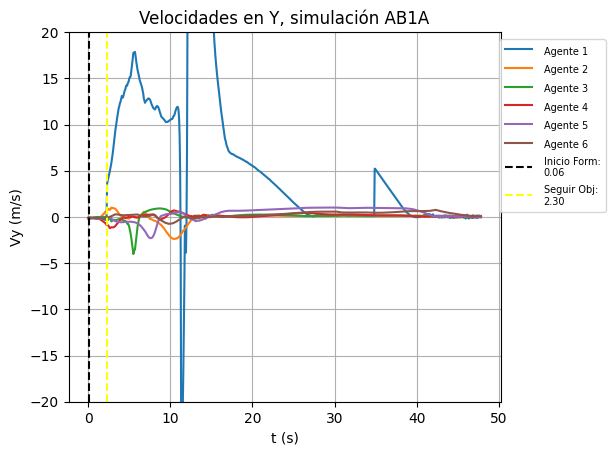 Velocidades en Y, simulación AB1A
20
15
10
5
0
−5
−10
−15
−20
Vy (m/s)
0
10
20
30
40
50
t (s)
Agente 1
Agente 2
Agente 3
Agente 4
Agente 5
Agente 6
Inicio Form:
0.06
Seguir Obj:
2.30